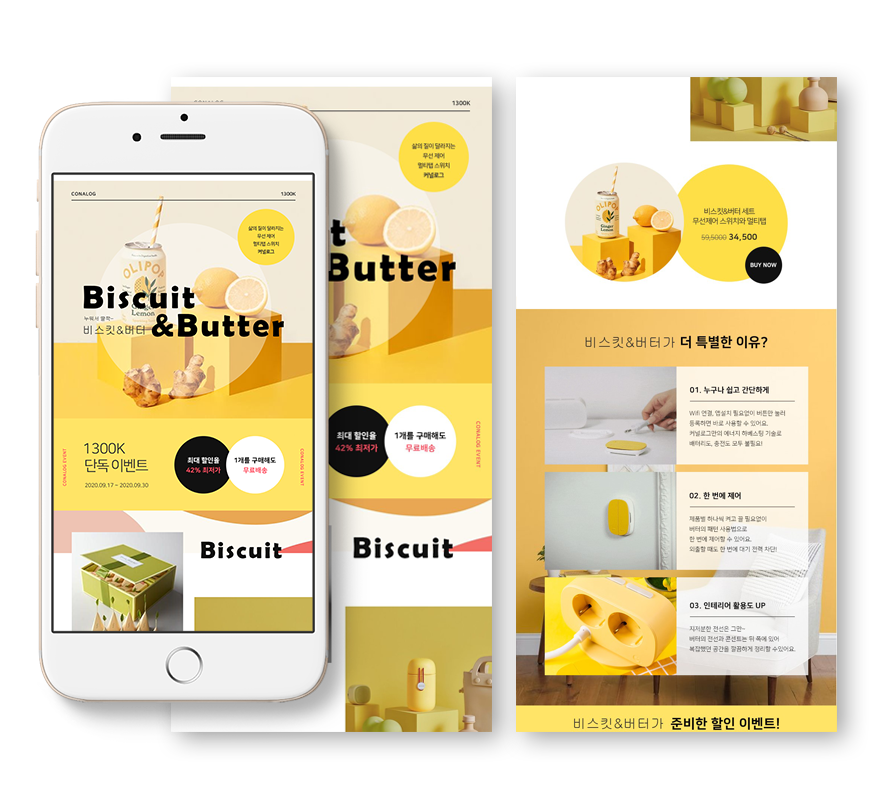 CONALOG
1300K
삶의 질이 달라지는
무선 제어
멀티탭 스위치
커널로그
OLIPOP
Ginger
Lemon
Biscuit
누워서 딸깍~
비스킷&버터 &Butter
1300K
단독 이벤트
2020.09.17 ~ 2020.09.30
최대 할인율
42% 최저가
1개를 구매해도
무료배송
CONALOG EVENT
CONALOG EVENT
Biscuit
CONALOG
1300K
삶의 질이 달라지는
무선 제어
멀티탭 스위치
커널로그
t
Butter
최대 할인율
42% 최저가
1개를 구매해도
무료배송
CONALOG EVENT
Biscuit
OLIPOP
Ginger
Lemon
비스킷&버터 세트
무선제어 스위치와 멀티탭
59,5000 34,500
BUY NOW
비스킷&버터가 더 특별한 이유?
01. 누구나 쉽고 간단하게
Wifi 연결, 앱설치 필요없이 버튼만 눌러
등록하면 바로 사용할 수 있어요.
커널로그만의 에너지 하베스팅 기술로
배터리도, 충전도 모두 불필요!
02. 한 번에 제어
제품별 하나씩 켜고 끌 필요없이
버터의 패턴 사용법으로
한 번에 제어할 수 있어요.
외출할 때도 한 번에 대기 전력 차단!
03. 인테리어 활용도 UP
지저분한 전선은 그만~
버터의 전선과 콘센트는 뒤 쪽에 있어
복잡했던 공간을 깔끔하게 정리할 수있어요.
비스킷&버터가 준비한 할인 이벤트!